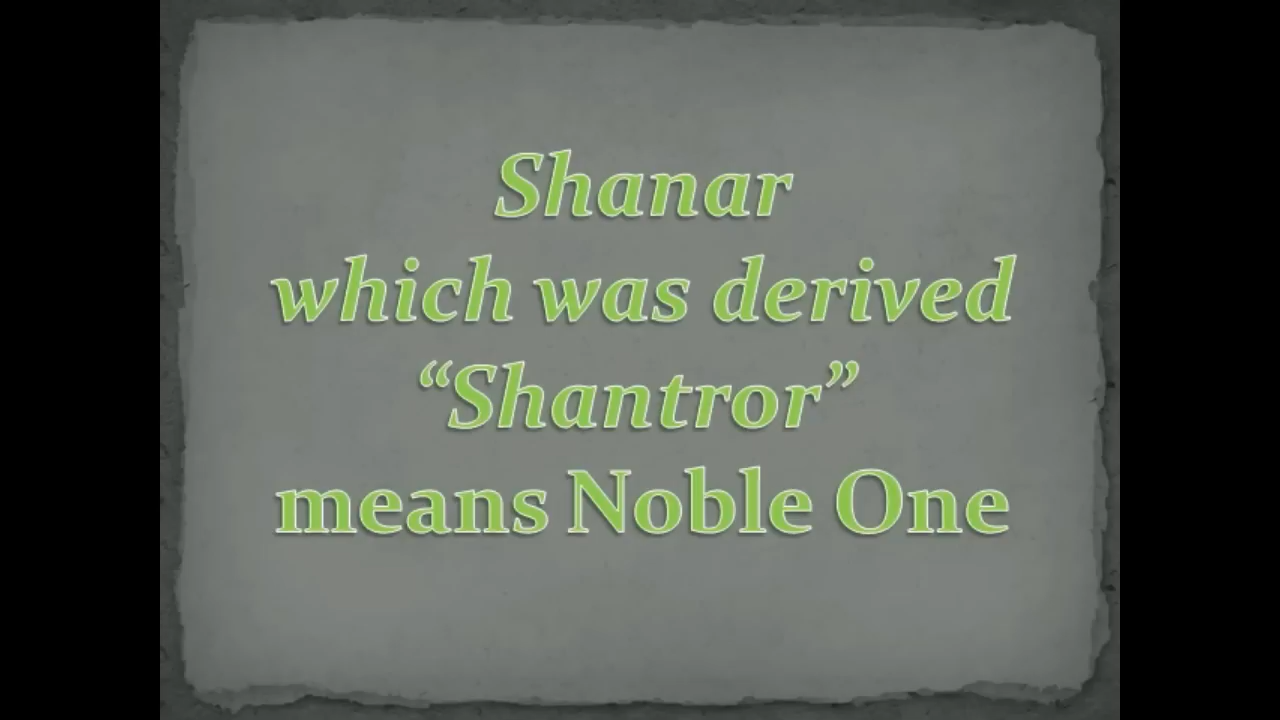 Shanar
which was derived
“Shantror”
means Noble One